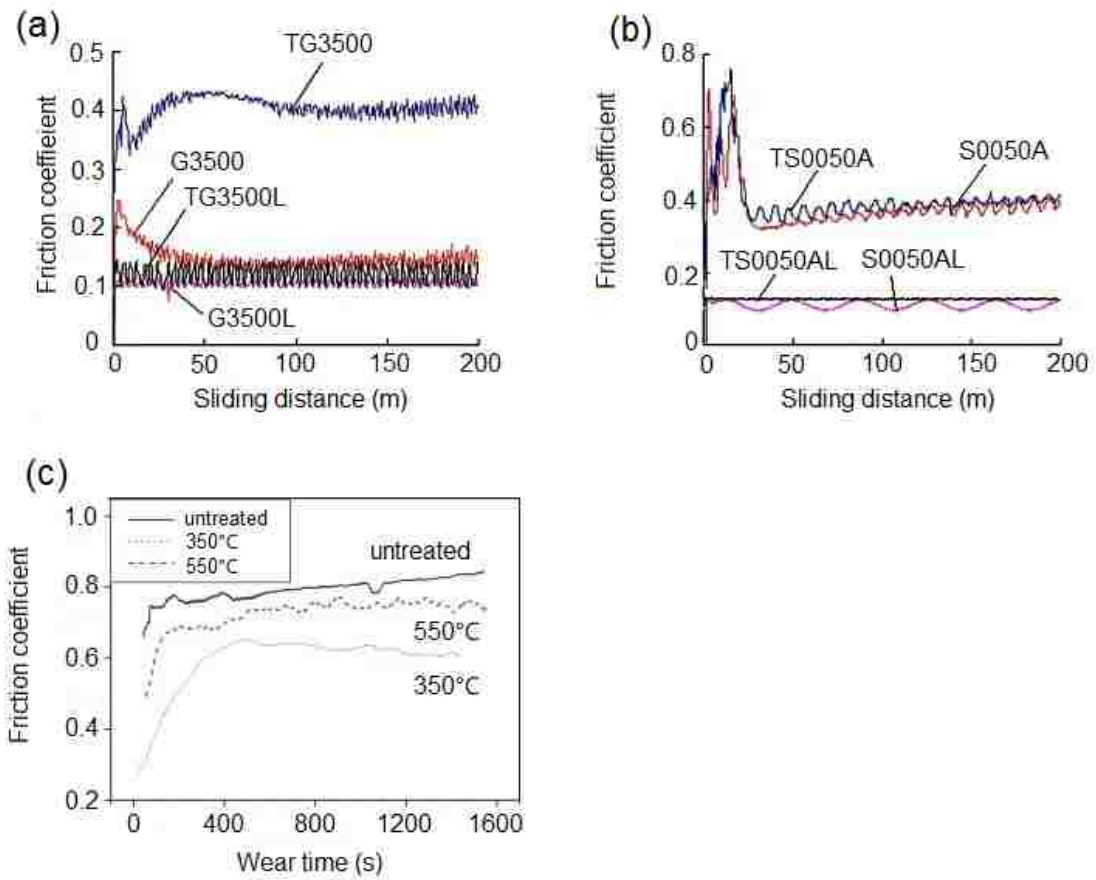 (a)
0.5
0.4
0.3
0.2
0.1
0
Friction coeffieient
TG3500
G3500
TG3500L
G3500L
0 50 100 150 200
Sliding distance (m)
(b)
0.8
0.6
0.4
0.2
0
Friction coefficient
TS0050A
S0050A
TS0050AL
S0050AL
0 50 100 150 200
Sliding distance (m)
(c)
1.0
0.8
0.6
0.4
0.2
Friction coefficient
untreated
350°C
550°C
untreated
550°C
350°C
0 400 800 1200 1600
Wear time (s)